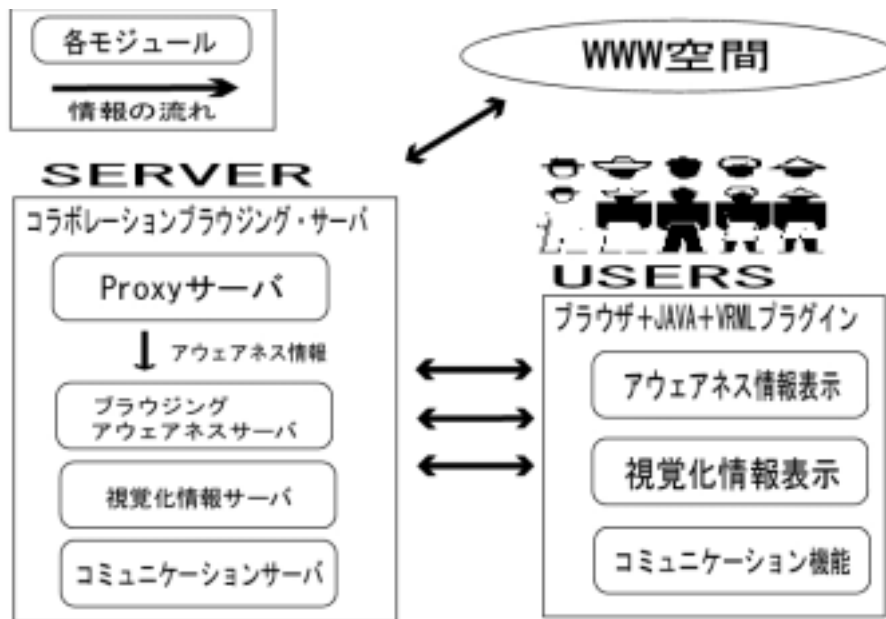 各モジュール
情報の流れ
WWW空間
SERVER
コラボレーションブラウジング・サーバ
Proxyサーバ
アウェアネス情報
ブラウジング
アウェアネスサーバ
視覚化情報サーバ
コミュニケーションサーバ
USERS
ブラウザ+JAVA+VRMLプラグイン
アウェアネス情報表示
視覚化情報表示
コミュニケーション機能